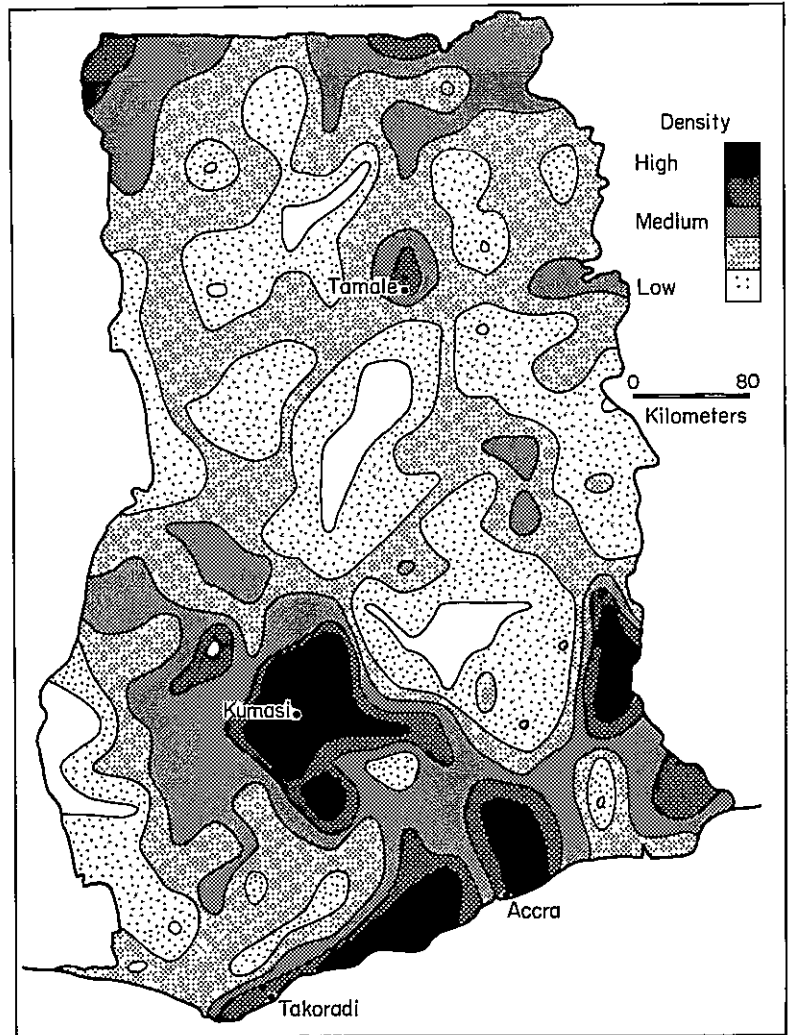 Density
High
Medium
Low
0 80
Kilometers
Tamale
Kumasi
a
Accra
Takoradi